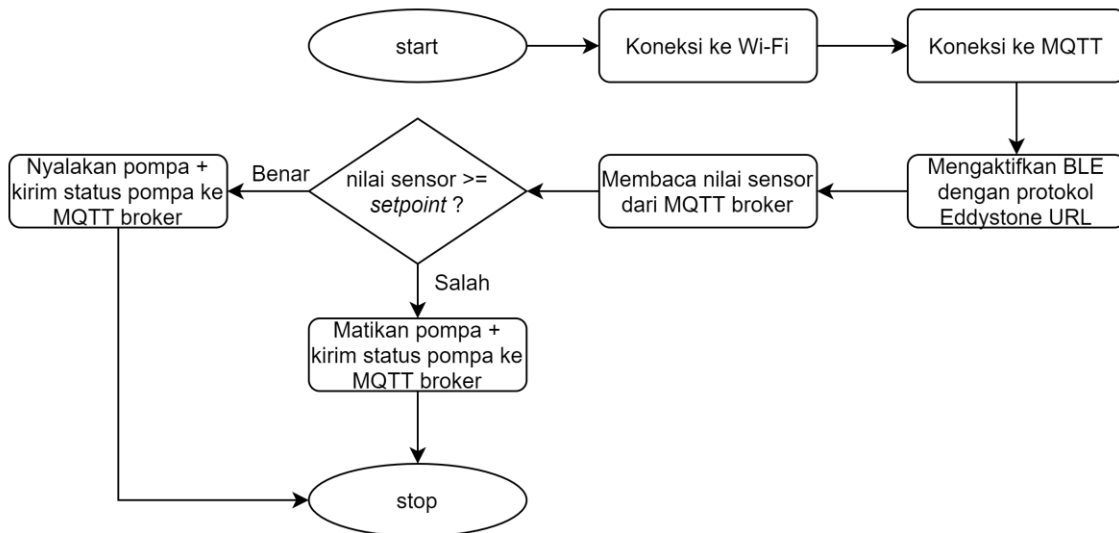 start
Koneksi ke Wi-Fi
Koneksi ke MQTT
Mengaktifkan BLE
dengan protokol
Eddystone URL
Membaca nilai sensor
dari MQTT broker
nilai sensor >=
setpoint ?
Benar
Nyalakan pompa +
kirim status pompa ke
MQTT broker
Salah
Matikan pompa +
kirim status pompa ke
MQTT broker
stop